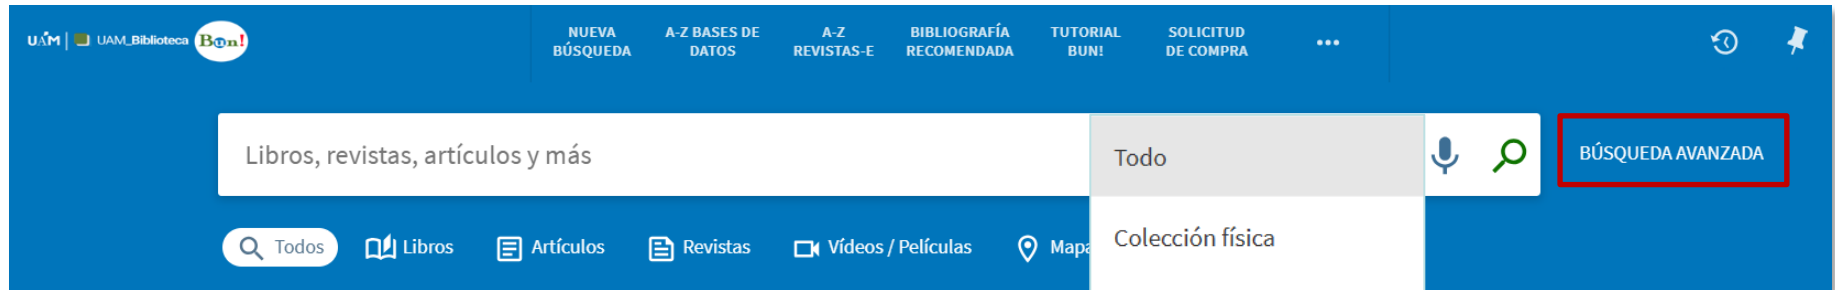 UAM UAM_Biblioteca Bun!
NUEVA
BÚSQUEDA
A-Z BASES DE
DATOS
A-Z
REVISTAS-E
BIBLIOGRAFÍA
RECOMENDADA
TUTORIAL
BUN!
SOLICITUD
DE COMPRA
Libros, revistas, artículos y más
Todo
BÚSQUEDA AVANZADA
Todos
Libros
Artículos
Revistas
Vídeos / Películas
Mapa
Colección física